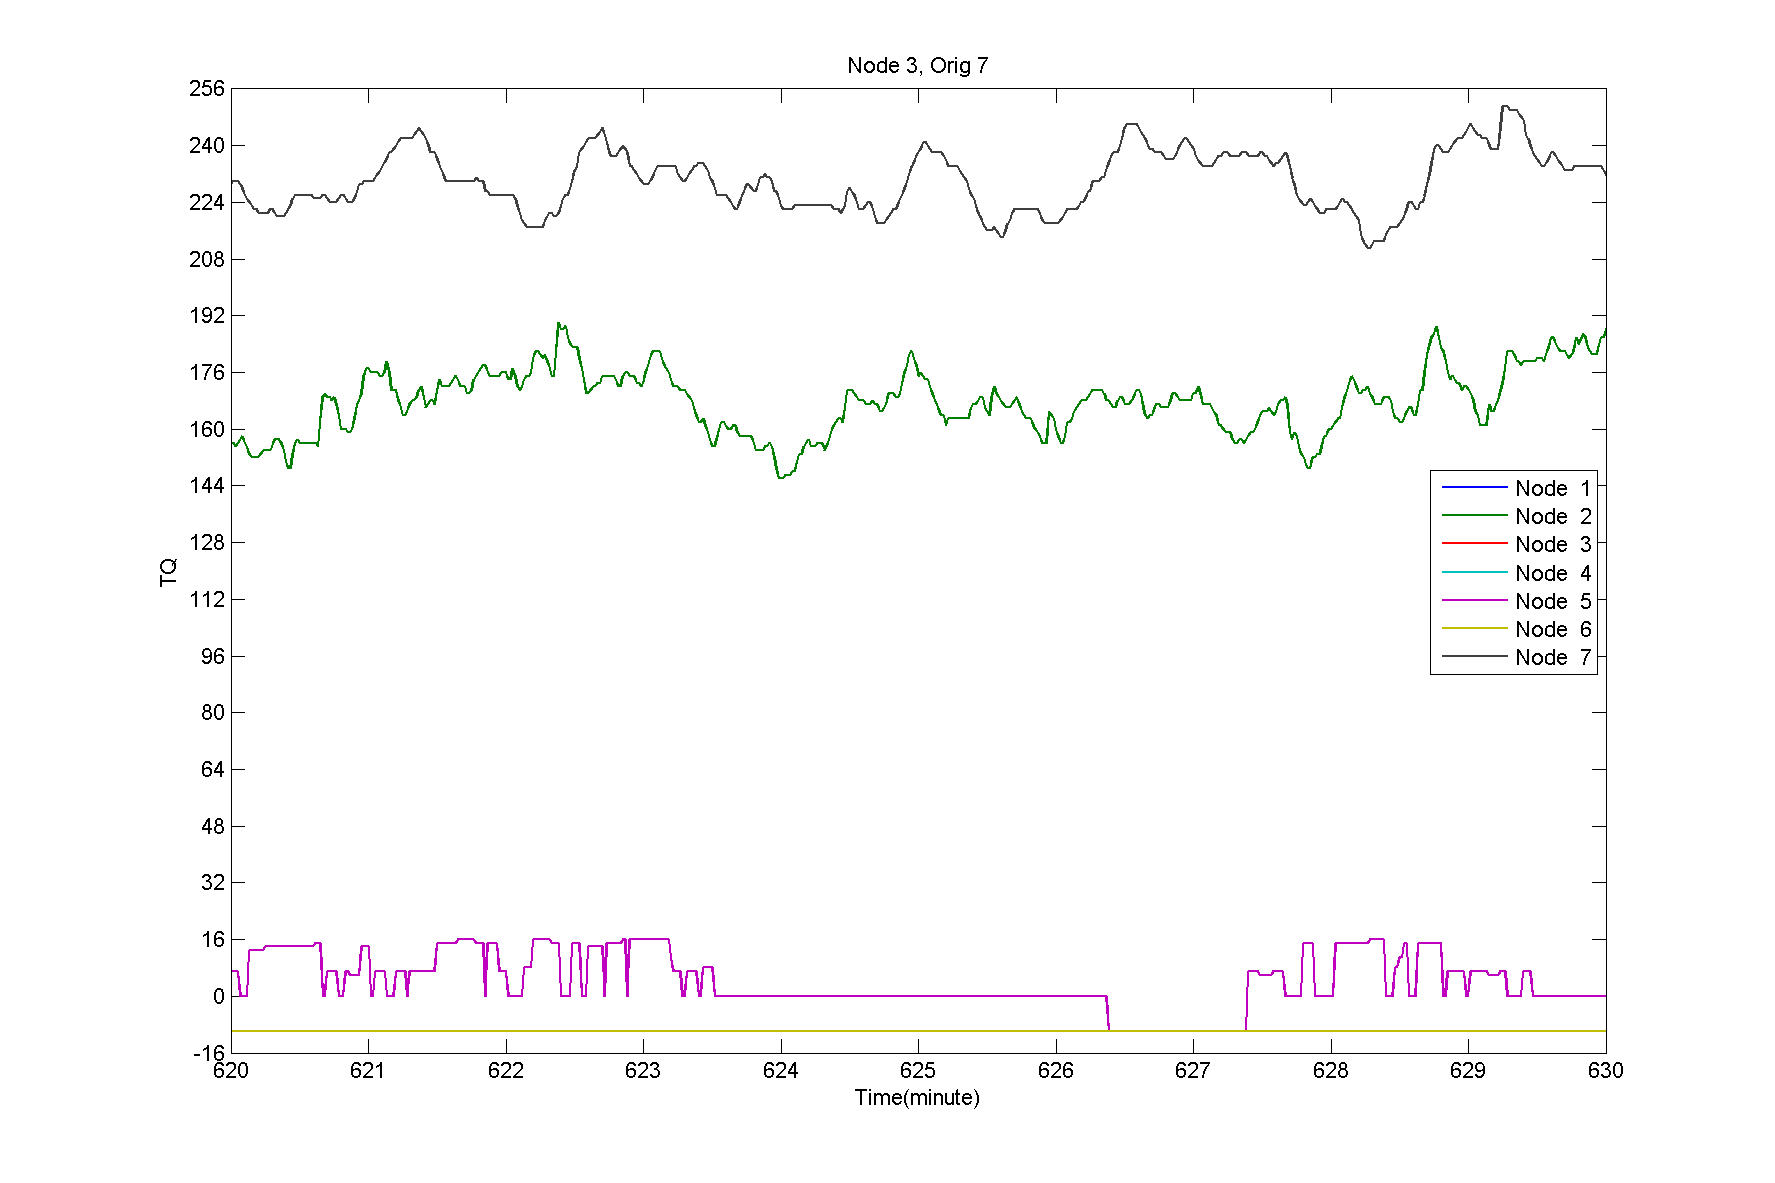 Node 3, Orig 7
256
240
224
208
192
176
160
144
128
112
96
80
64
48
32
16
0
-16
TQ
Node 1
Node 2
Node 3
Node 4
Node 5
Node 6
Node 7
620 621 622 623 624 625 626 627 628 629 630
Time(minute)